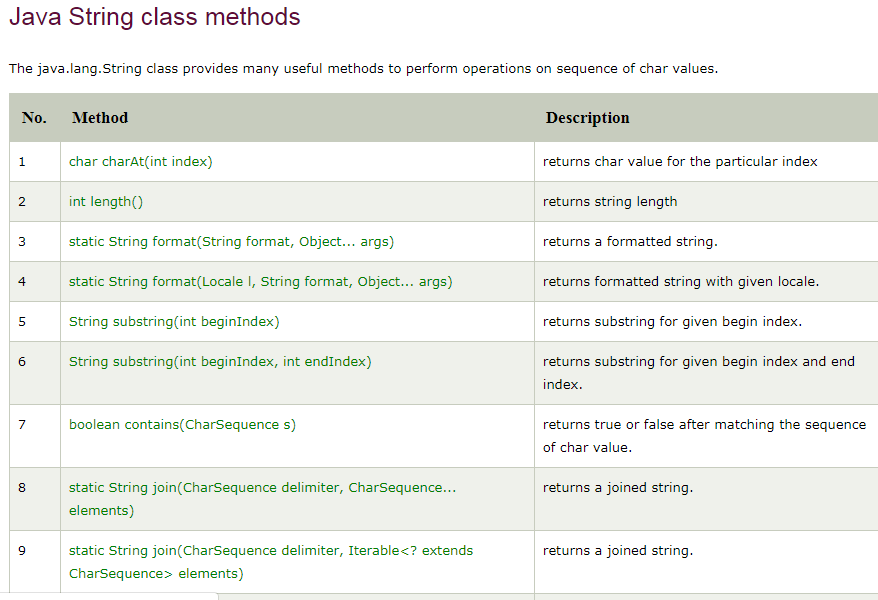 Java String class methods
The java.lang.String class provides many useful methods to perform operations on sequence of char values.
No. Method Description
1 char charAt(int index) returns char value for the particular index
2 int length() returns string length
3 static String format(String format, Object... args) returns a formatted string.
4 static String format(Locale l, String format, Object... args) returns formatted string with given locale.
5 String substring(int beginIndex) returns substring for given begin index.
6 String substring(int beginIndex, int endIndex) returns substring for given begin index and end
index.
7 boolean contains(CharSequence s) returns true or false after matching the sequence
of char value.
8 static String join(CharSequence delimiter, CharSequence... returns a joined string.
elements)
9 static String join(CharSequence delimiter, Iterable<? extends returns a joined string.
CharSequence> elements)